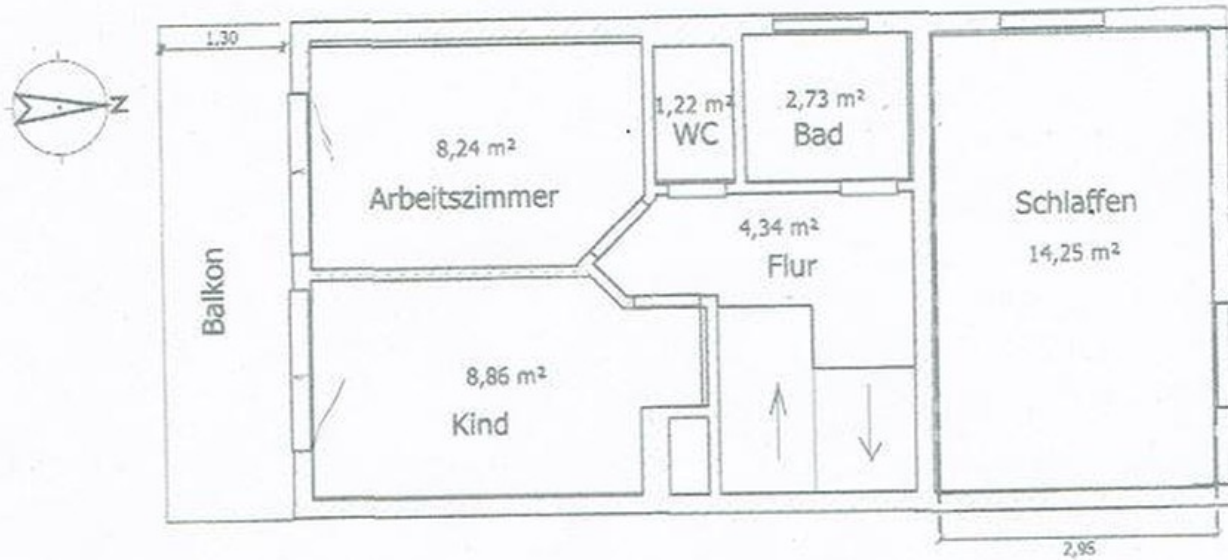 1.30
N
8,24 m²
Arbeitszimmer
1,22 m²
WC
2,73 m²
Bad
Schlaffen
14,25 m²
4,34 m²
Flur
Balkon
8,86 m²
Kind
2,95